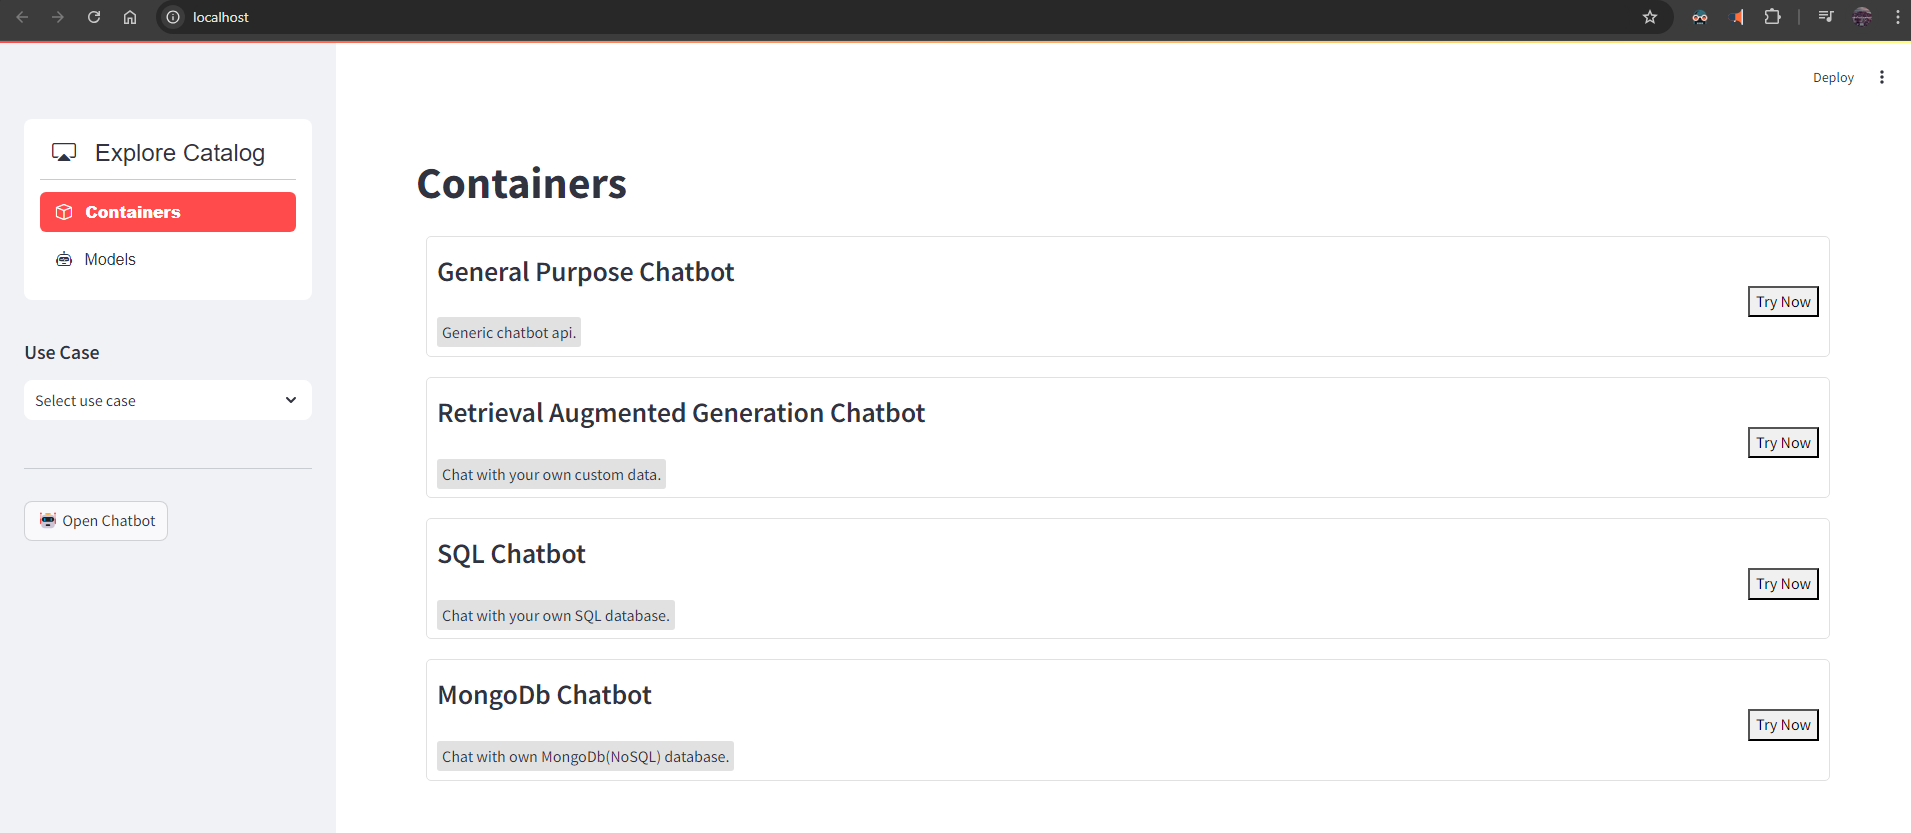 localhost
Deploy
Explore Catalog
Containers
Models
Use Case
Select use case
Open Chatbot
Containers
General Purpose Chatbot
Generic chatbot api.
Try Now
Retrieval Augmented Generation Chatbot
Chat with your own custom data.
Try Now
SQL Chatbot
Chat with your own SQL database.
Try Now
MongoDb Chatbot
Chat with own MongoDb(NoSQL) database.
Try Now